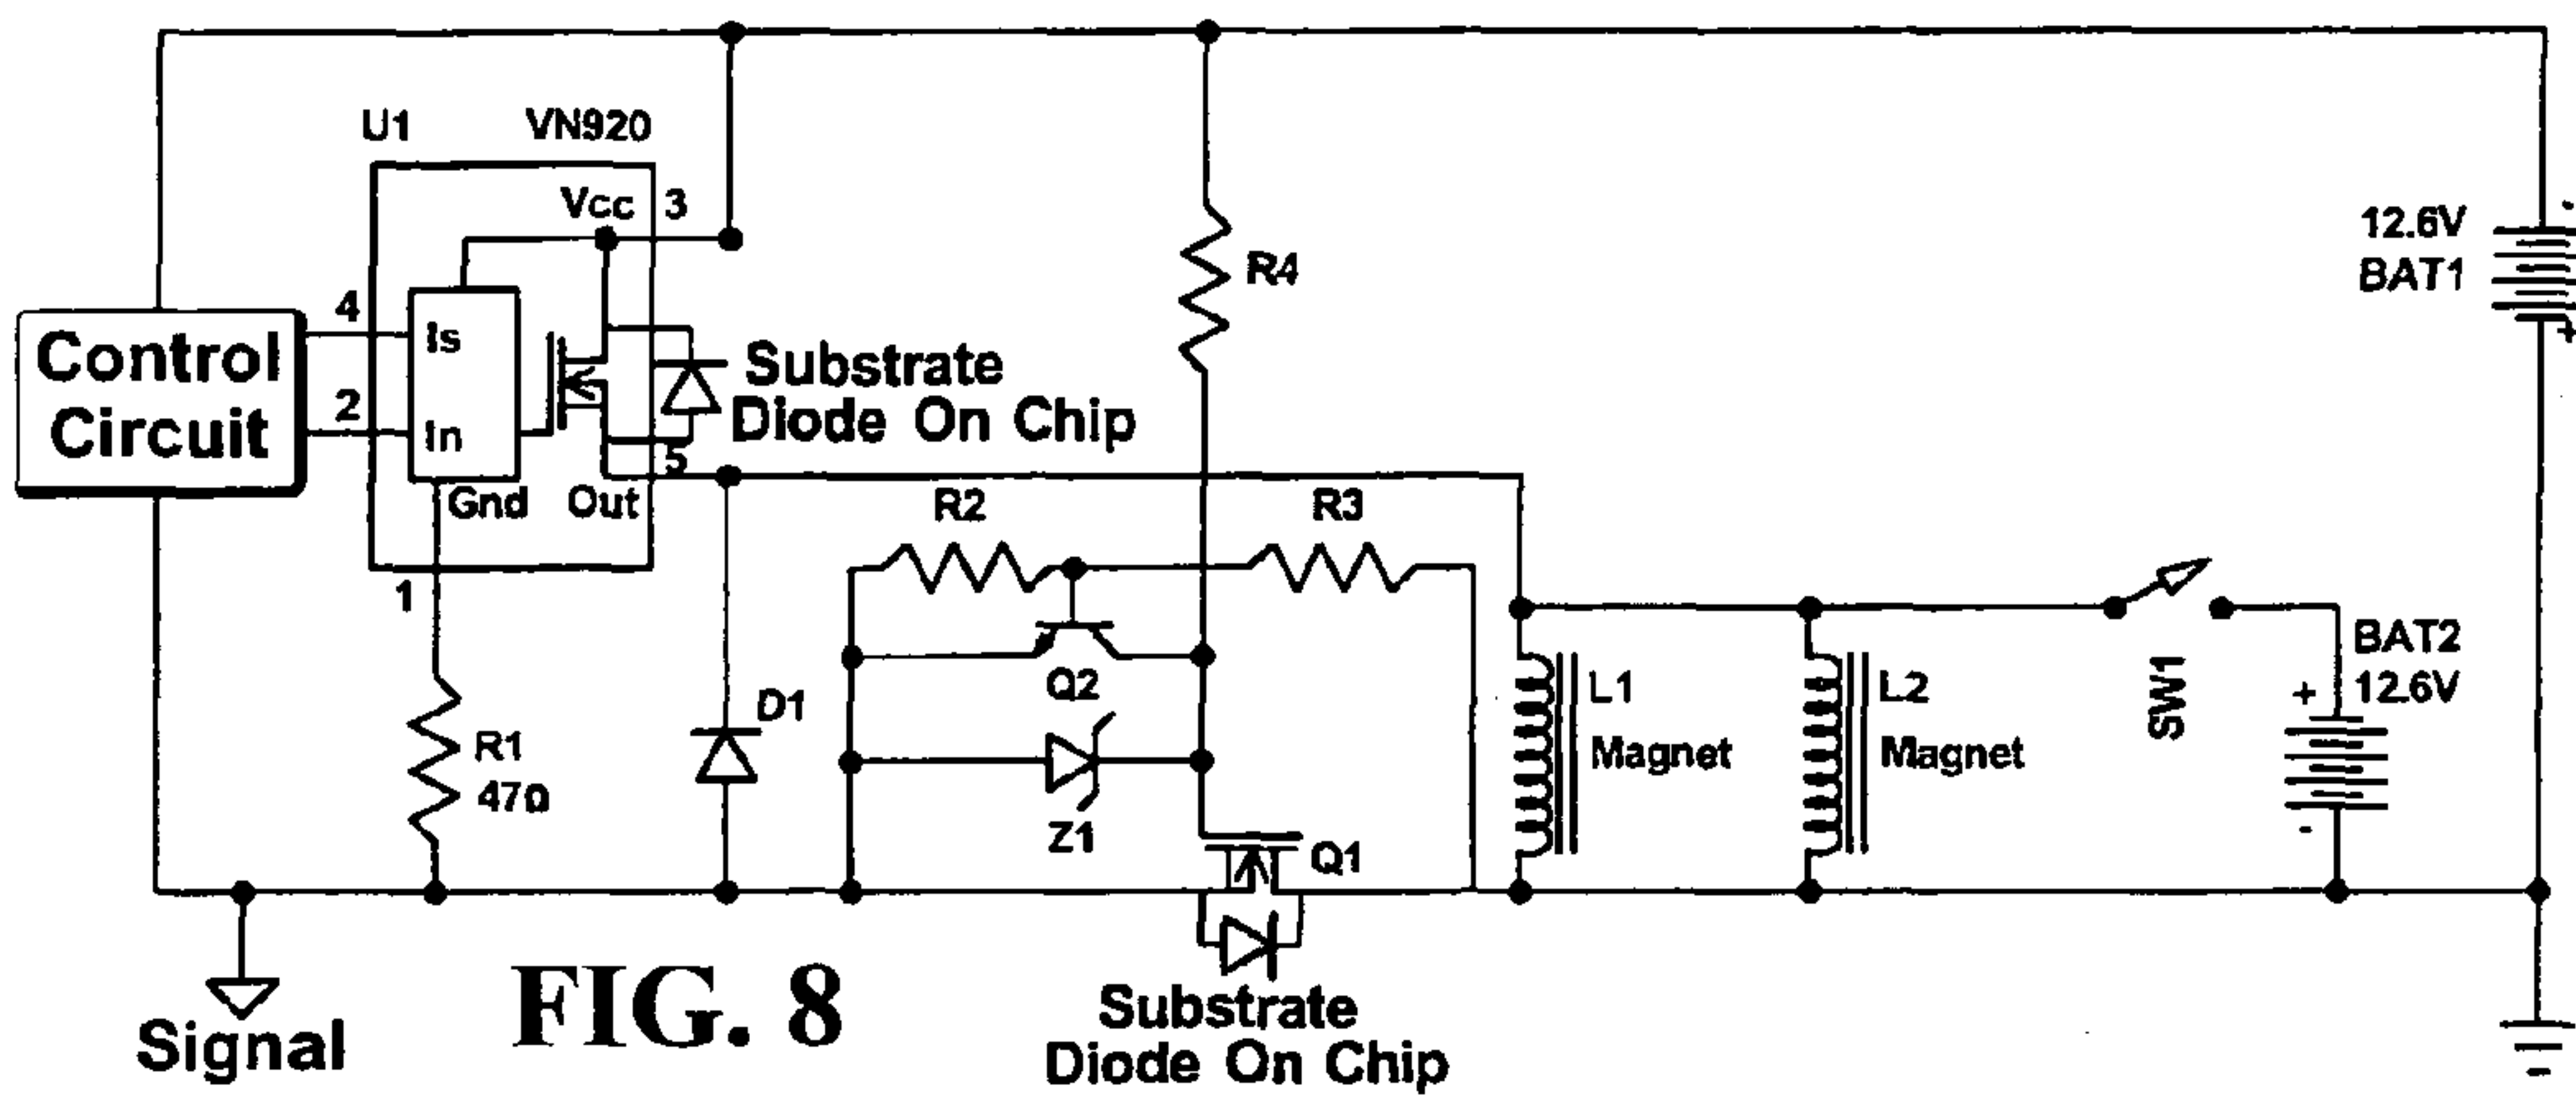 U1
VN920
Vcc
3
12.6V
BAT1
-
+
R4
4
Is
Control
Circuit
2
In
Substrate
Diode On Chip
5
Gnd
Out
R2
R3
1
D1
Q2
L1
Magnet
L2
Magnet
SW1
BAT2
12.6V
+
-
R1
470
Z1
Q1
Signal
FIG. 8
Substrate
Diode On Chip